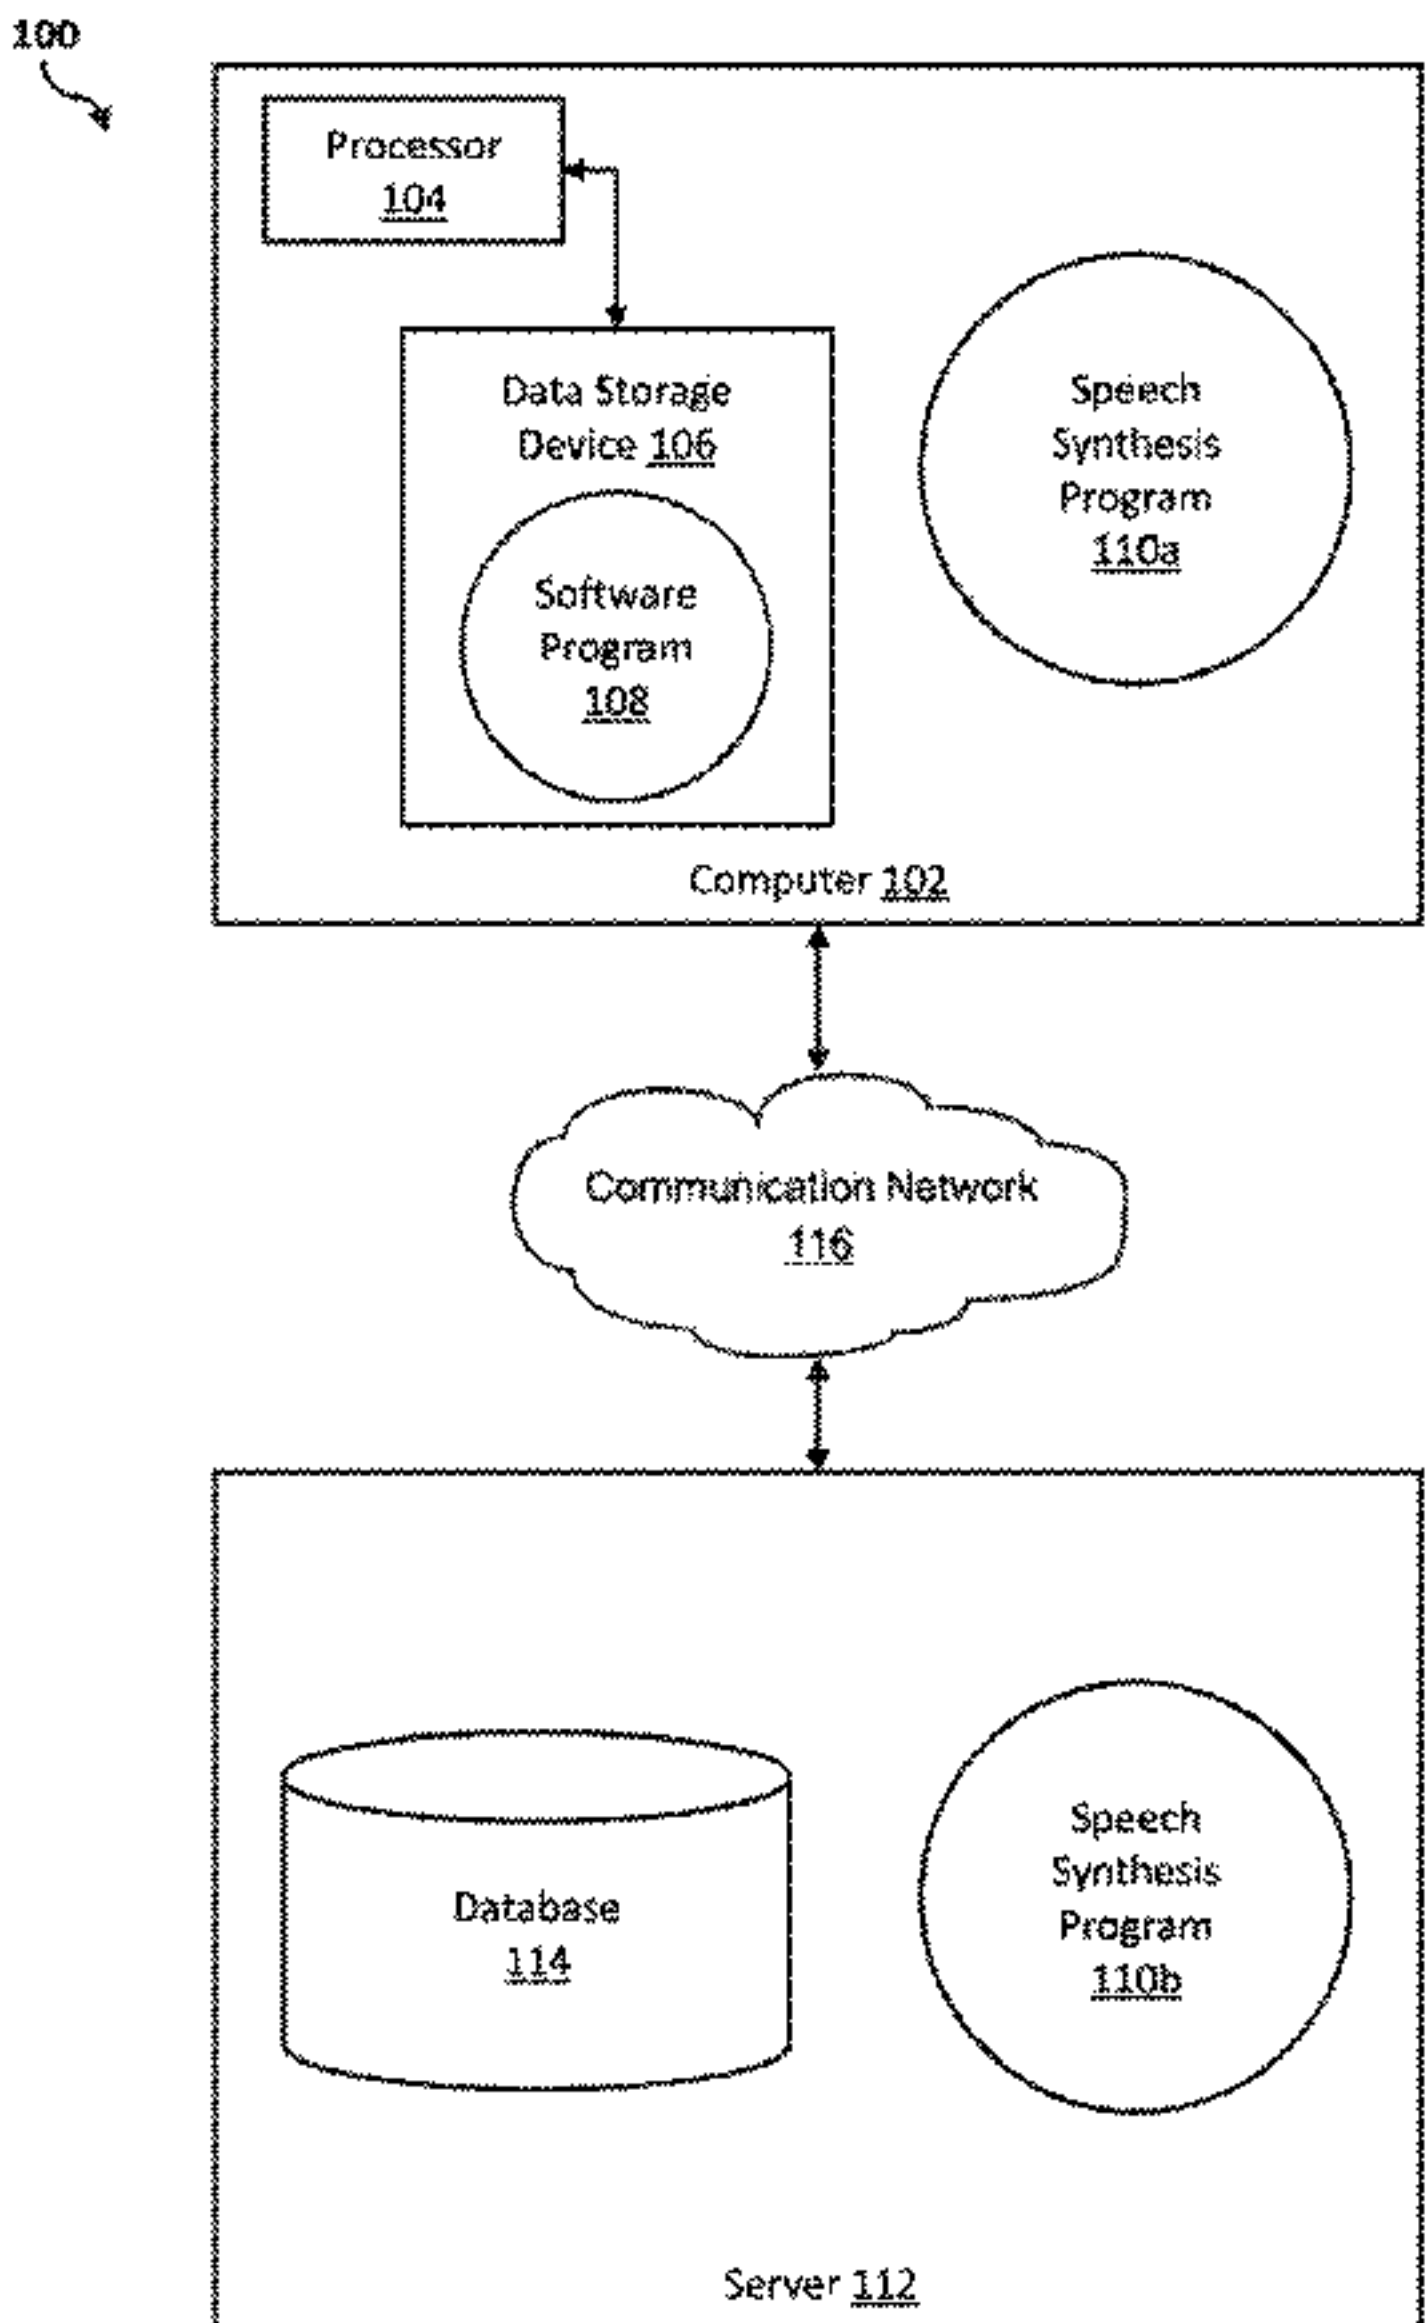 100
Processor
104
Data Storage
Device 106
Software
Program
108
Speech
Synthesis
Program
110a
Computer 102
Communication Network
116
Database
114
Speech
Synthesis
Program
110b
Server 112